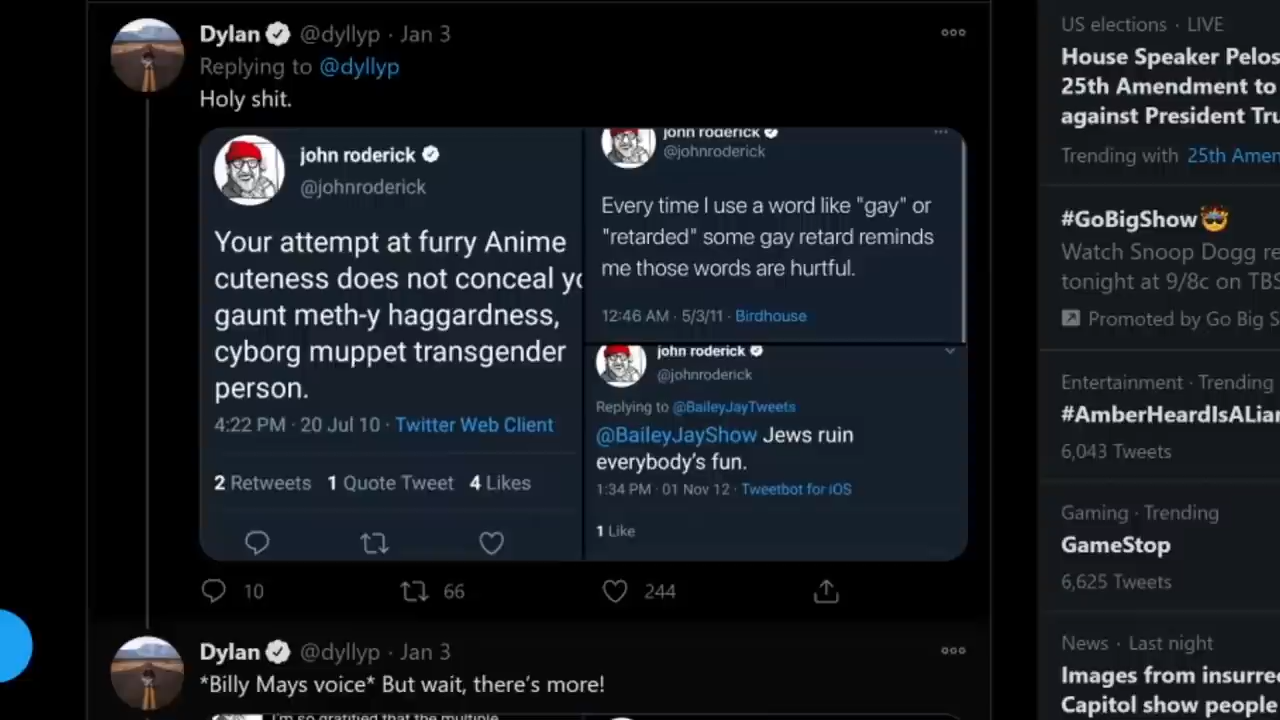 Dylan @dyllyp · Jan 3
Replying to @dyllyp
Holy shit.
john roderick
@johnroderick
Your attempt at furry Anime
cuteness does not conceal
gaunt meth-y haggardness,
cyborg muppet transgender
person.
4:22 PM · 20 Jul 10 · Twitter Web Client
2 Retweets 1 Quote Tweet 4 Likes
john roderick
@johnroderick
Every time I use a word like "gay" or
"retarded" some gay retard reminds
me those words are hurtful.
12:46 AM · 5/3/11 · Birdhouse
john roderick
@johnroderick
Replying to @BaileyJayTweets
@BaileyJayShow Jews ruin
everybody's fun.
1:34 PM · 01 Nov 12 · Tweetbot for iOS
1 Like
10 66 244
Dylan @dyllyp · Jan 3
*Billy Mays voice* But wait, there's more!
I'm so gratified that the multiple
US elections · LIVE
House Speaker Pelos
25th Amendment to
against President Tru
Trending with 25th Amen
#GoBigShow
Watch Snoop Dogg re
tonight at 9/8c on TBS
Promoted by Go Big S
Entertainment · Trending
#AmberHeardIsALiar
6,043 Tweets
Gaming · Trending
GameStop
6,625 Tweets
News · Last night
Images from insurrec
Capitol show people